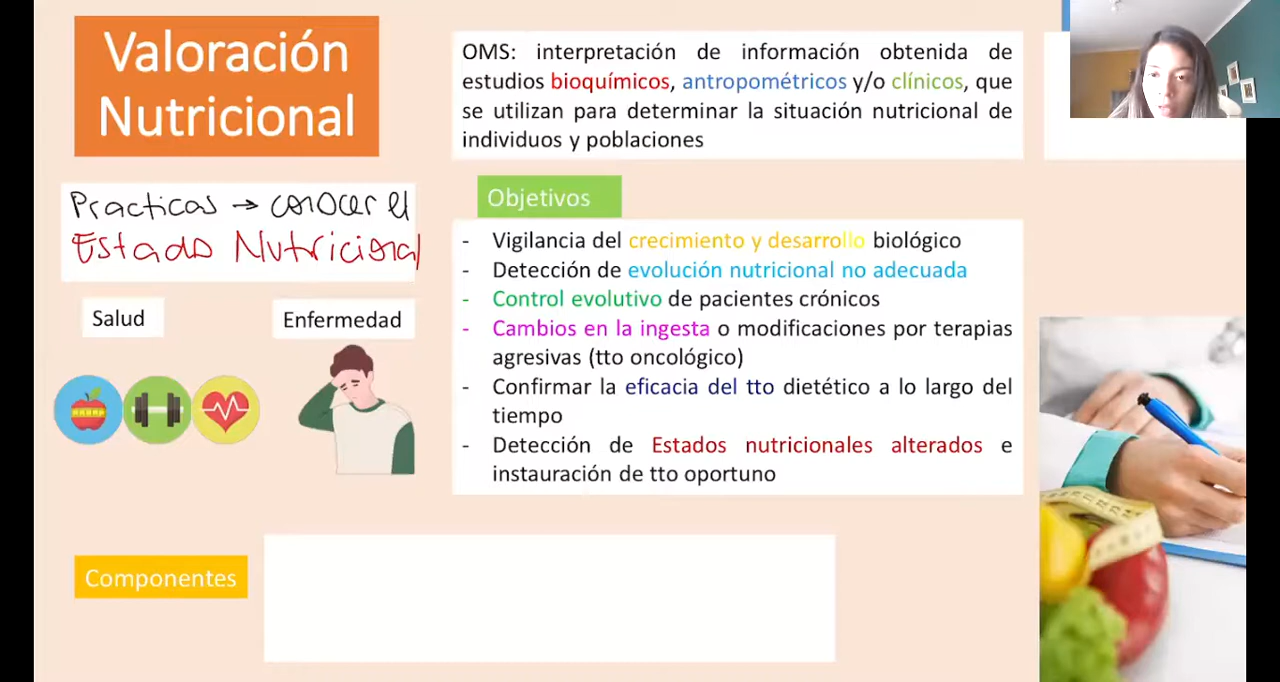 Valoración
Nutricional
OMS: interpretación de información obtenida de
estudios bioquímicos, antropométricos y/o clínicos, que
se utilizan para determinar la situación nutricional de
individuos y poblaciones
Practicas → conocer el
Estado Nutricional
Salud
Enfermedad
Objetivos
- Vigilancia del crecimiento y desarrollo biológico
- Detección de evolución nutricional no adecuada
- Control evolutivo de pacientes crónicos
- Cambios en la ingesta o modificaciones por terapias
agresivas (tto oncológico)
- Confirmar la eficacia del tto dietético a lo largo del
tiempo
- Detección de Estados nutricionales alterados e
instauración de tto oportuno
Componentes